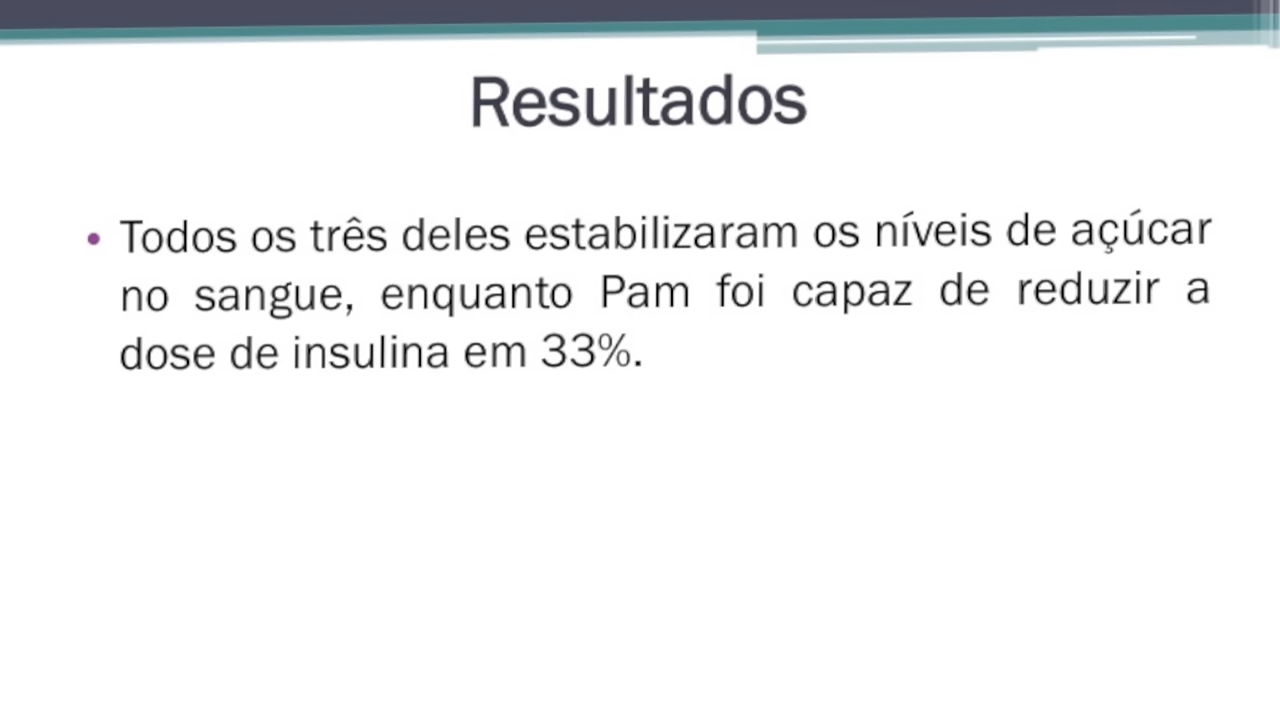 Resultados
• Todos os três deles estabilizaram os níveis de açúcar
no sangue, enquanto Pam foi capaz de reduzir a
dose de insulina em 33%.